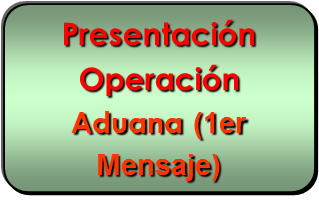 Presentación
Operación
Aduana (1er
Mensaje)